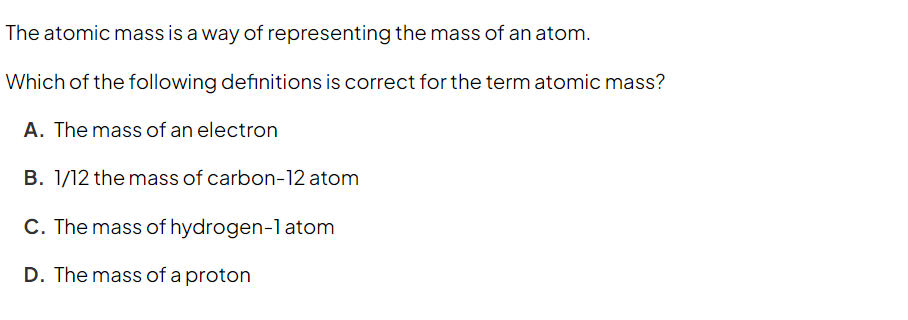 The atomic mass is a way of representing the mass of an atom.
Which of the following definitions is correct for the term atomic mass?
A. The mass of an electron
B. 1/12 the mass of carbon-12 atom
C. The mass of hydrogen-1 atom
D. The mass of a proton